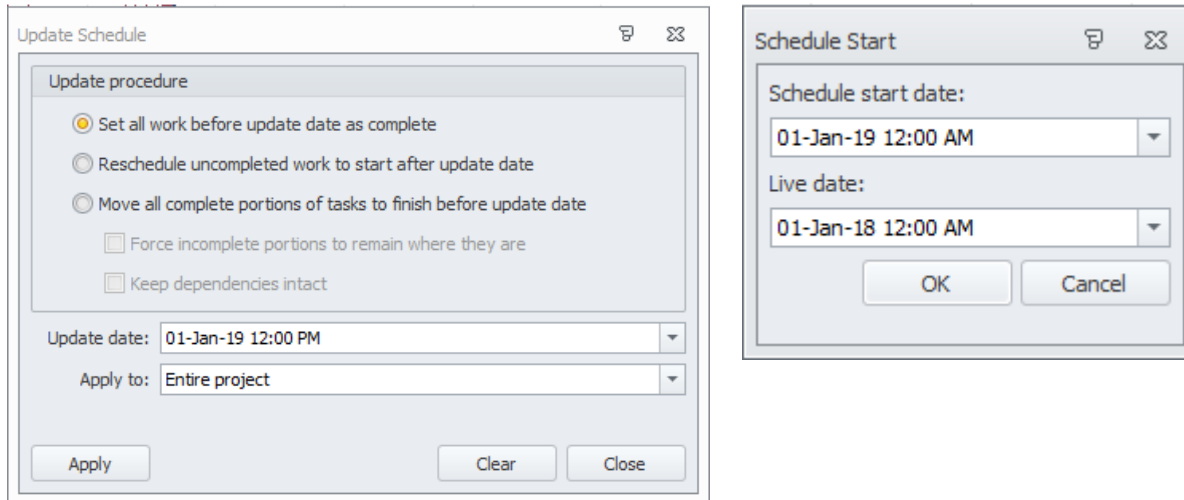 Update Schedule
Update procedure
Set all work before update date as complete
Reschedule uncompleted work to start after update date
Move all complete portions of tasks to finish before update date
Force incomplete portions to remain where they are
Keep dependencies intact
Update date: 01-Jan-19 12:00 PM
Apply to: Entire project
Apply Clear Close
Schedule Start
Schedule start date:
01-Jan-19 12:00 AM
Live date:
01-Jan-18 12:00 AM
OK Cancel